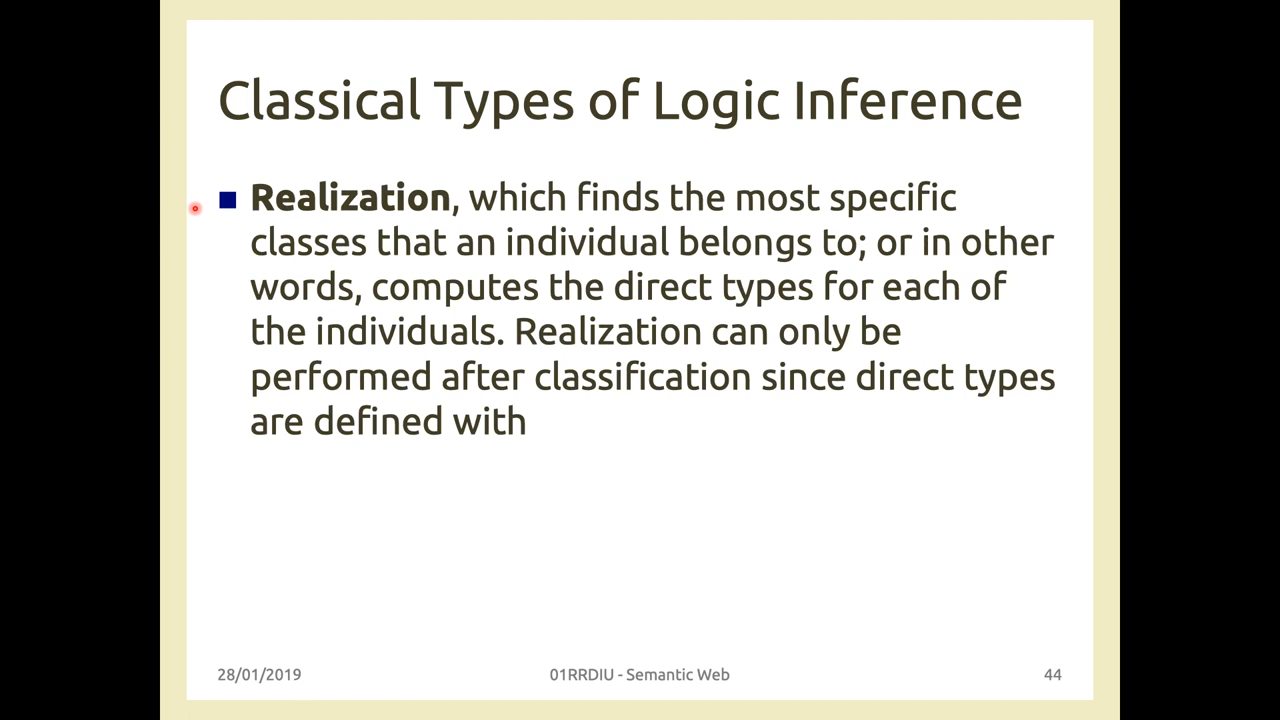 Classical Types of Logic Inference
Realization, which finds the most specific
classes that an individual belongs to; or in other
words, computes the direct types for each of
the individuals. Realization can only be
performed after classification since direct types
are defined with
28/01/2019
01RRDIU - Semantic Web
44